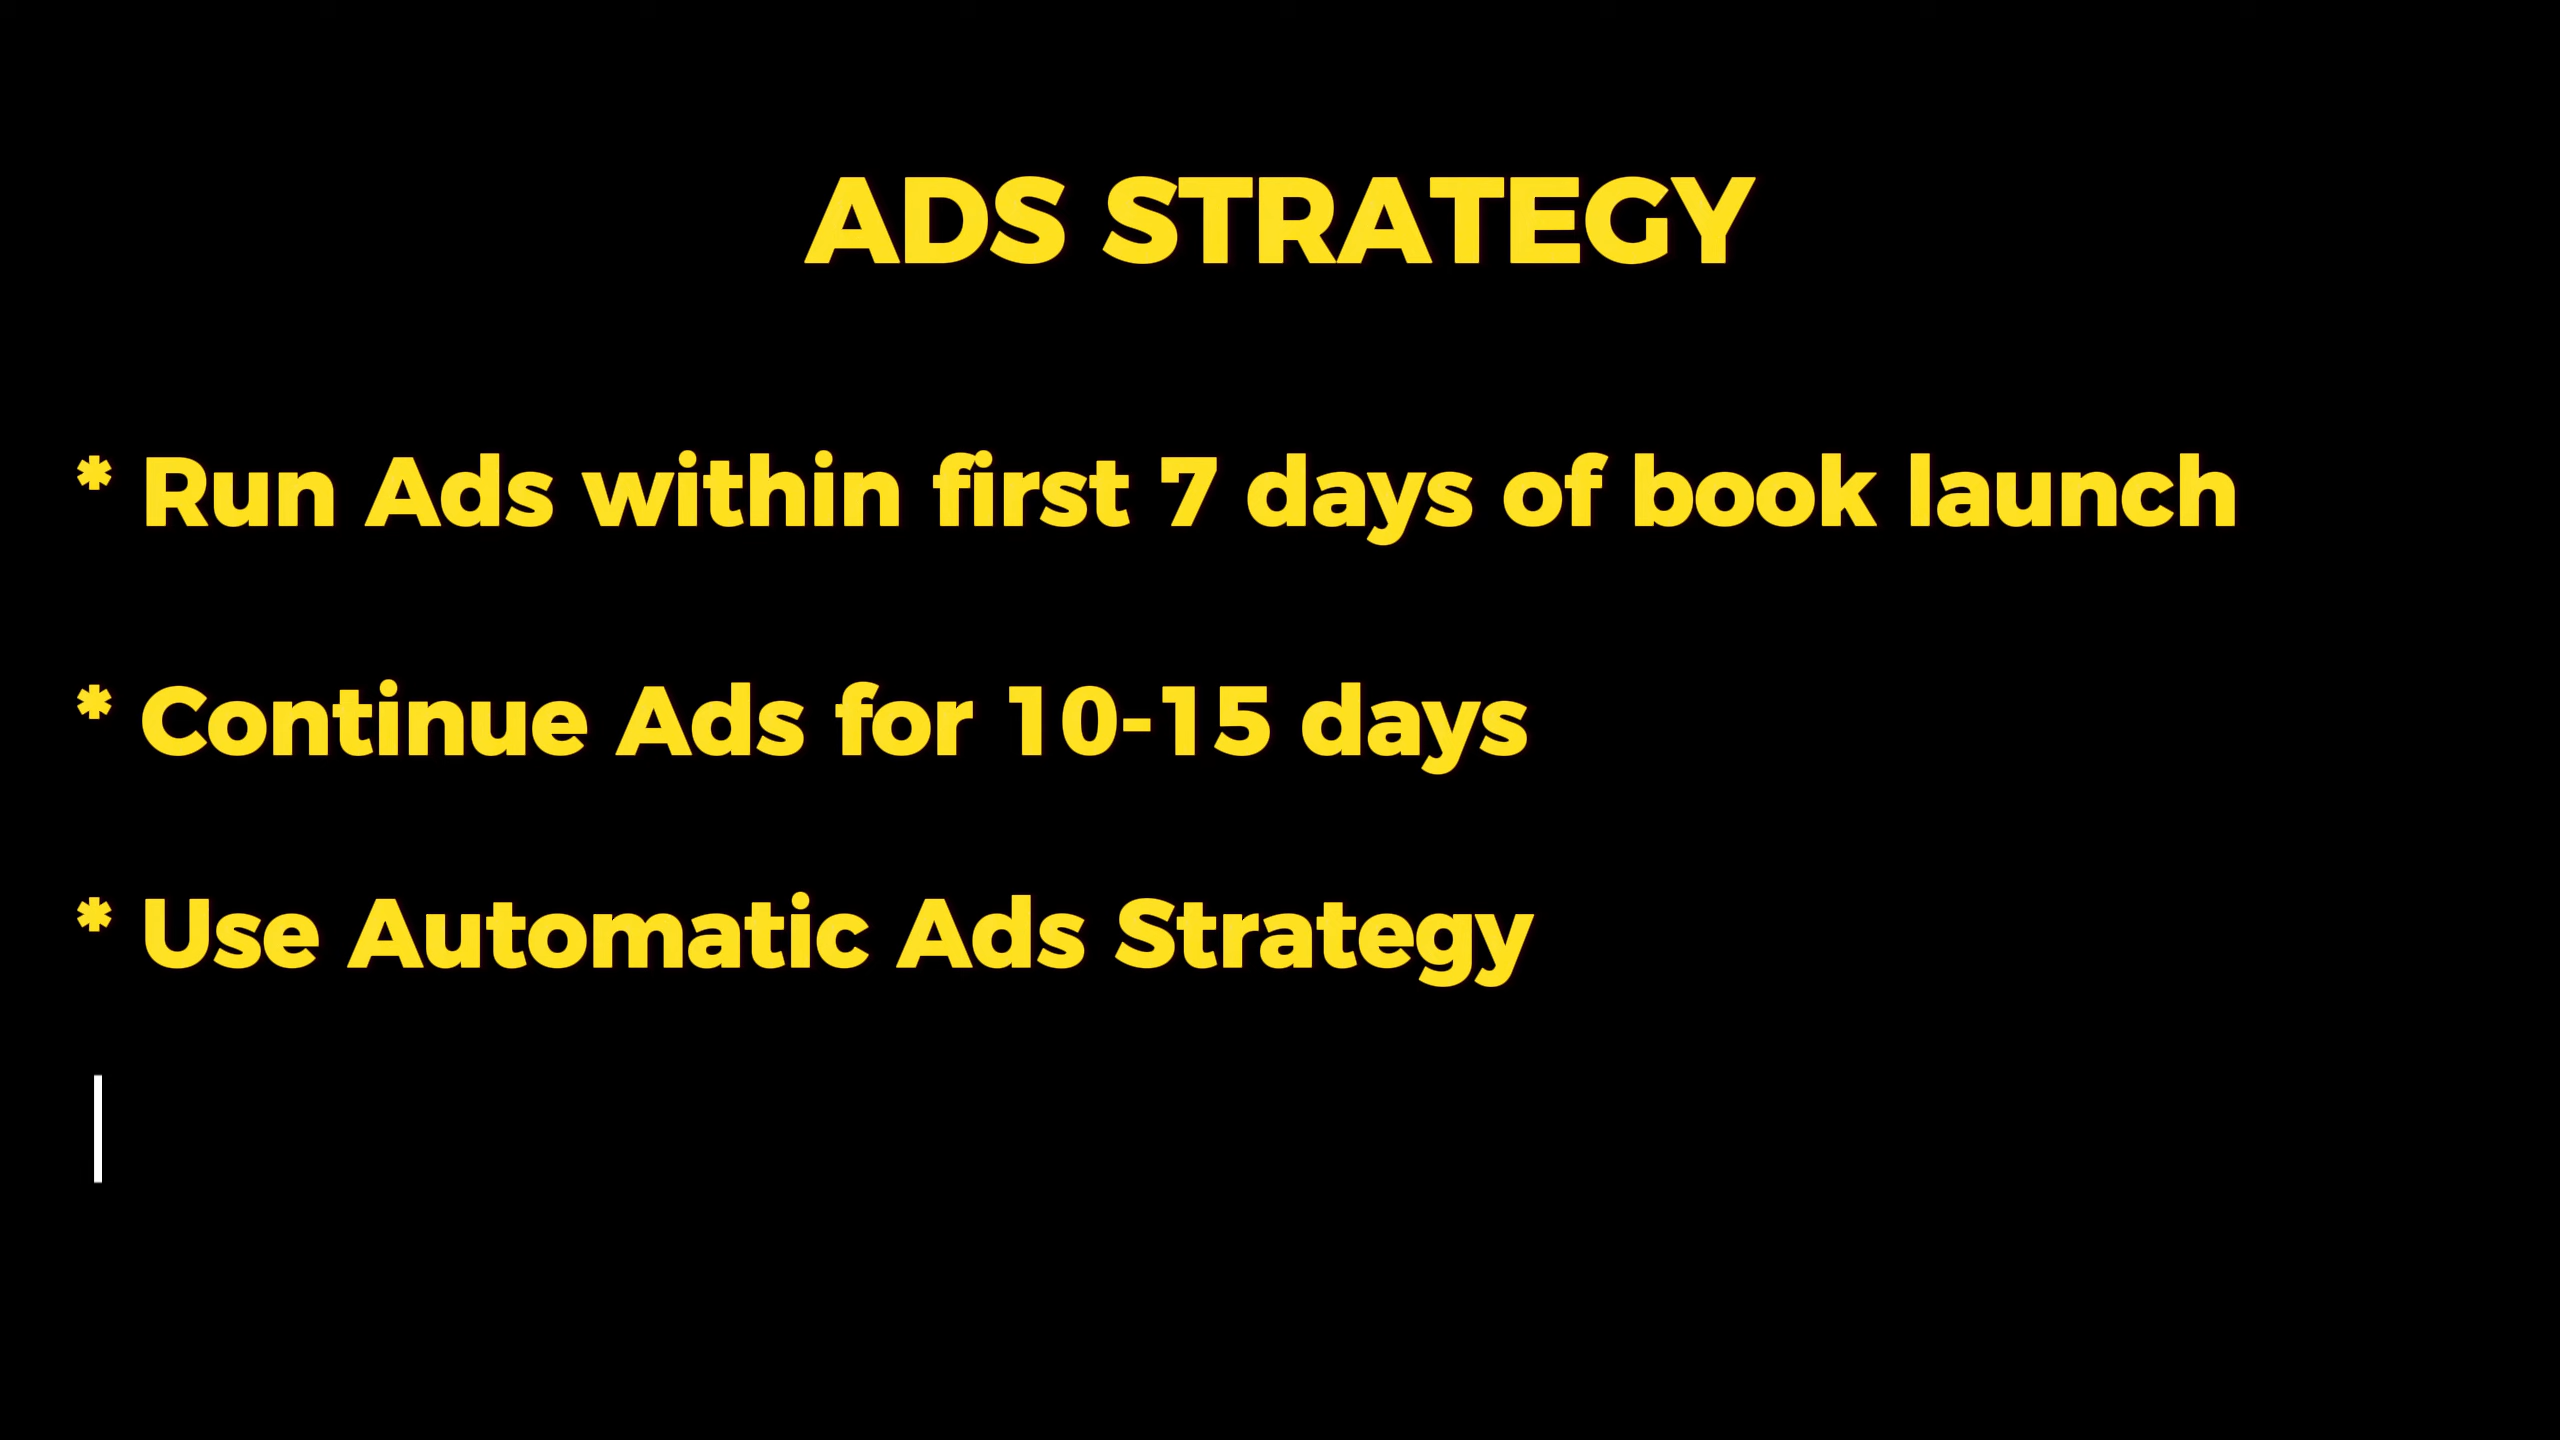 ADS STRATEGY
* Run Ads within first 7 days of book launch
* Continue Ads for 10-15 days
* Use Automatic Ads Strategy